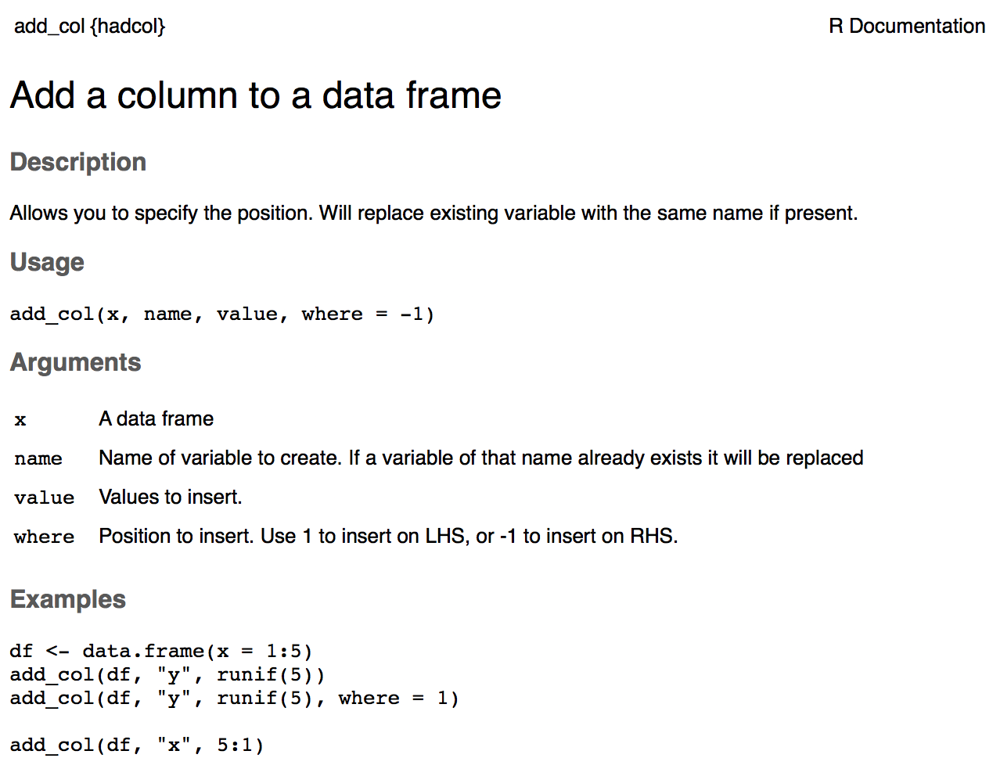 add_col {hadcol} R Documentation
Add a column to a data frame
Description
Allows you to specify the position. Will replace existing variable with the same name if present.
Usage
add_col(x, name, value, where = -1)
Arguments
x A data frame
name Name of variable to create. If a variable of that name already exists it will be replaced
value Values to insert.
where Position to insert. Use 1 to insert on LHS, or -1 to insert on RHS.
Examples
df <- data.frame(x = 1:5)
add_col(df, "y", runif(5))
add_col(df, "y", runif(5), where = 1)
add_col(df, "x", 5:1)